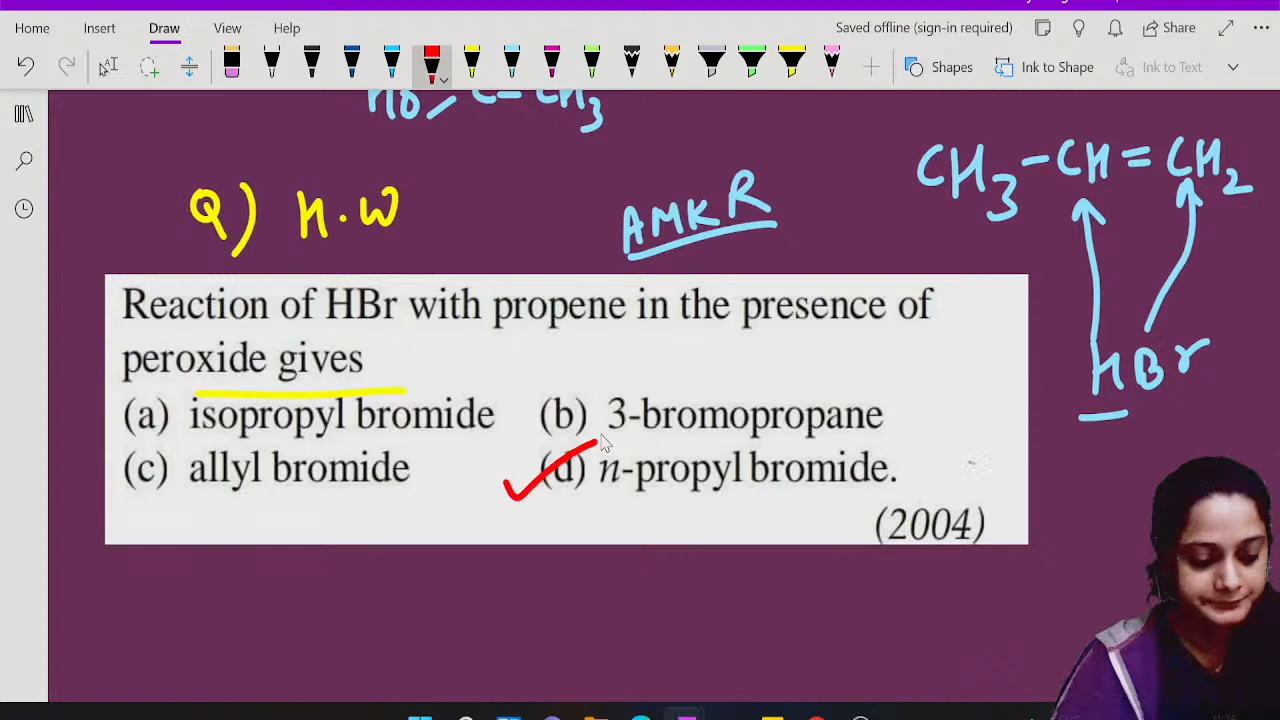 Saved offline (sign-in required)
Share
Home Insert Draw View Help
Shapes Ink to Shape Ink to Text
HO C = CH3
CH3-CH=CH2
Q) H.W
AMKR
HBr
Reaction of HBr with propene in the presence of
peroxide gives
(a) isopropyl bromide (b) 3-bromopropane
(c) allyl bromide (d) n-propyl bromide.
(2004)